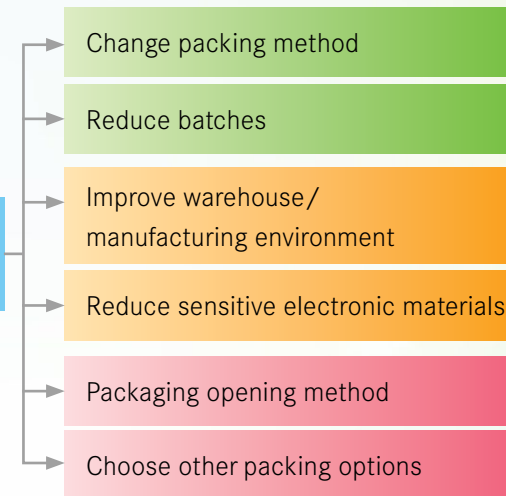 Change packing method
Reduce batches
Improve warehouse/
manufacturing environment
Reduce sensitive electronic materials
Packaging opening method
Choose other packing options